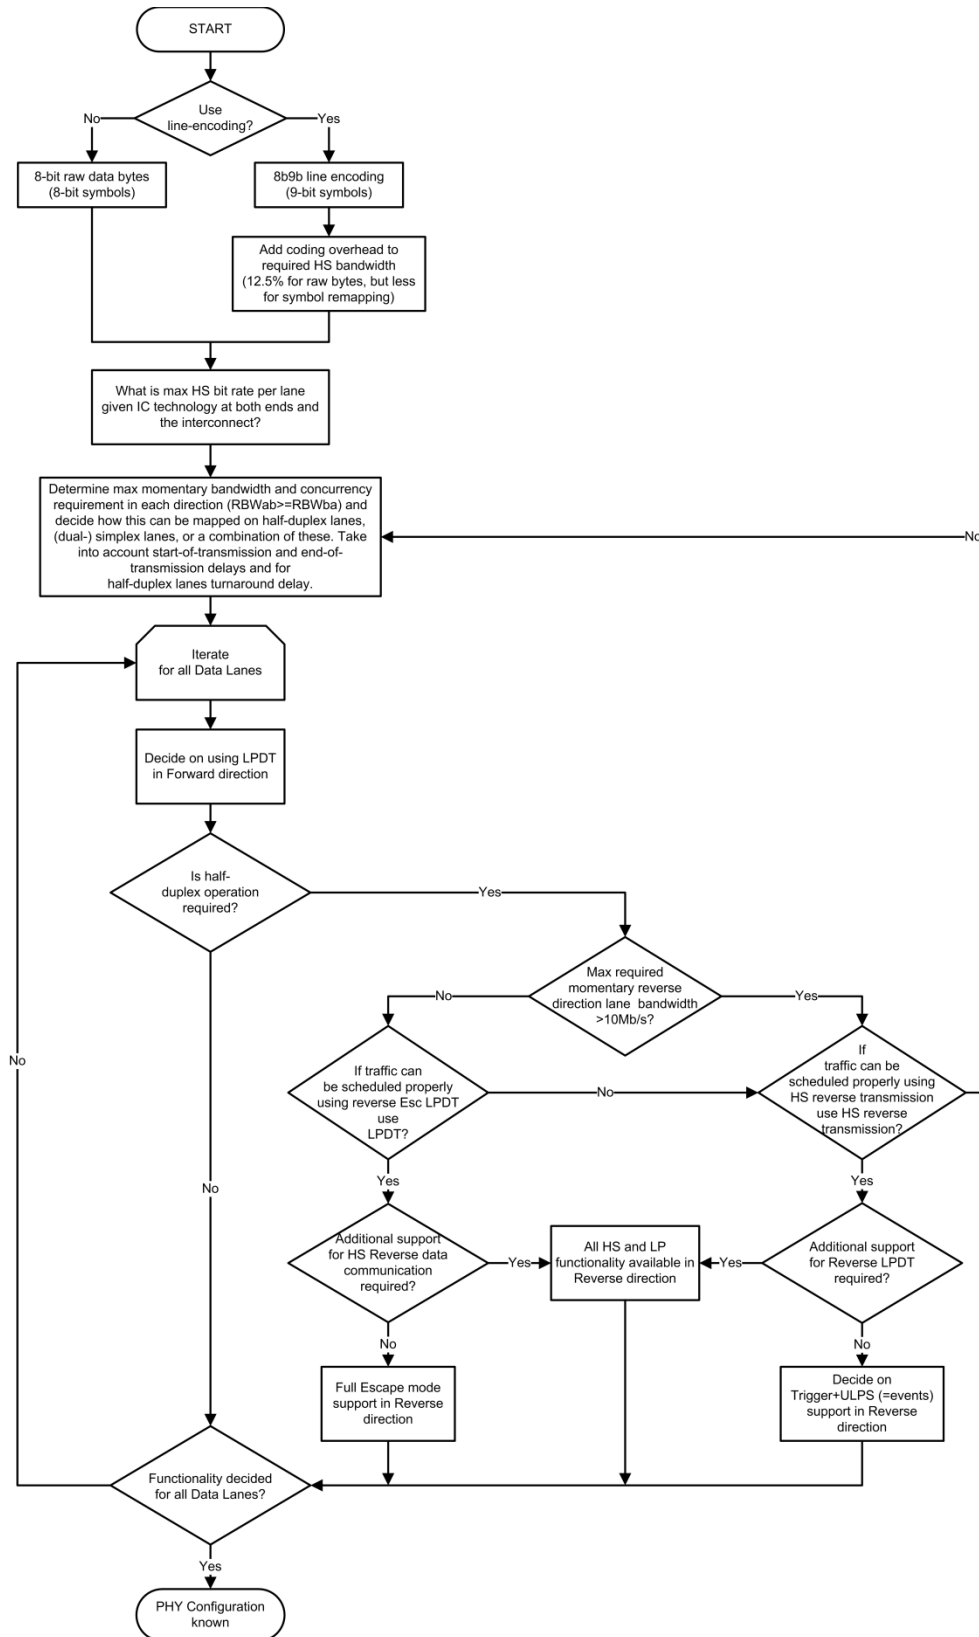 START
Use
line-encoding?
No
Yes
8-bit raw data bytes
(8-bit symbols)
8b9b line encoding
(9-bit symbols)
Add coding overhead to
required HS bandwidth
(12.5% for raw bytes, but less
for symbol remapping)
What is max HS bit rate per lane
given IC technology at both ends and
the interconnect?
Determine max momentary bandwidth and concurrency
requirement in each direction (RBWab>=RBWba) and
decide how this can be mapped on half-duplex lanes,
(dual-) simplex lanes, or a combination of these. Take
into account start-of-transmission and end-of-
transmission delays and for
half-duplex lanes turnaround delay.
No
Iterate
for all Data Lanes
Decide on using LPDT
in Forward direction
Is half-
duplex operation
required?
Yes
Max required
momentary reverse
direction lane bandwidth
>10Mb/s?
No
Yes
No
If traffic can
be scheduled properly
using reverse Esc LPDT
use
LPDT?
No
If
traffic can be
scheduled properly using
HS reverse transmission
use HS reverse
transmission?
Yes
Yes
No
Additional support
for HS Reverse data
communication
required?
Yes
All HS and LP
functionality available in
Reverse direction
Yes
Additional support
for Reverse LPDT
required?
No
No
Full Escape mode
support in Reverse
direction
Decide on
Trigger+ULPS (=events)
support in Reverse
direction
Functionality decided
for all Data Lanes?
Yes
PHY Configuration
known